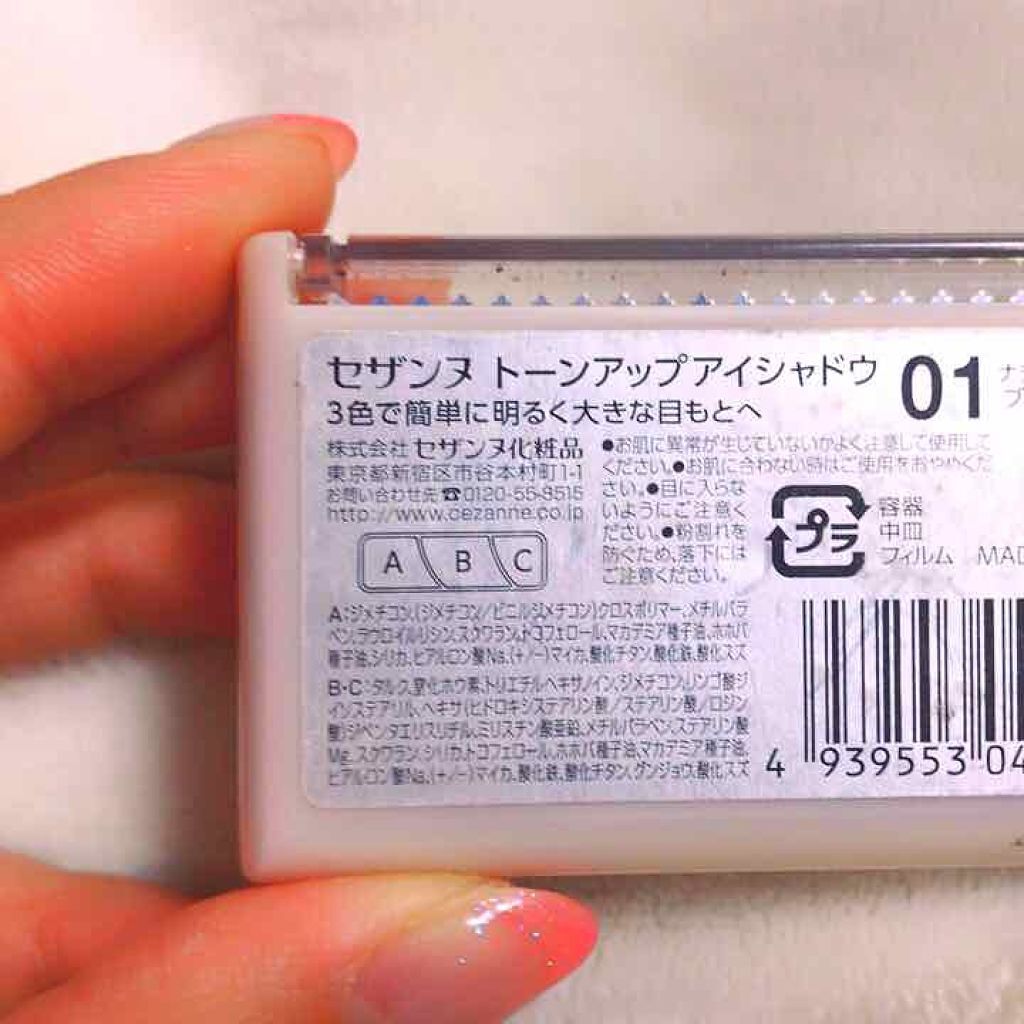 セザンヌ トーンアップアイシャドウ 01
3色で簡単に明るく大きな目もとへ
株式会社 セザンヌ化粧品
東京都新宿区市谷本村町1-1
お問い合わせ先☎0120-55-8515
http://www.cezanne.co.jp
●お肌に異常が生じていないかよく注意して使用して
ください。●お肌に合わない時はご使用をおやめくだ
さい。●目に入らな
いようにご注意く
ださい。●粉割れを
防ぐため、落下には
ご注意ください。
プラ
容器
中皿
フィルム MAD
A B C
A:ジメチコン、(ジメチコン/ビニルジメチコン)クロスポリマー、メチルパラ
ベン、ラウロイルリシン、スクワラン、トコフェロール、マカデミア種子油、ホホバ
種子油、シリカ、ヒアルロン酸Na、(+/-)マイカ、酸化チタン、酸化鉄、酸化スズ
B・C:タルク、窒化ホウ素、トリエチルヘキサノイン、ジメチコン、リンゴ酸ジ
イソステアリル、ヘキサ(ヒドロキシステアリン酸/ステアリン酸/ロジン
酸)ジペンタエリスリチル、ミリスチン酸亜鉛、メチルパラベン、ステアリン酸
Mg、スクワラン、シリカ、トコフェロール、ホホバ種子油、マカデミア種子油、
ヒアルロン酸Na、(+/-)マイカ、酸化鉄、酸化チタン、グンジョウ、酸化スズ
4 939553 04